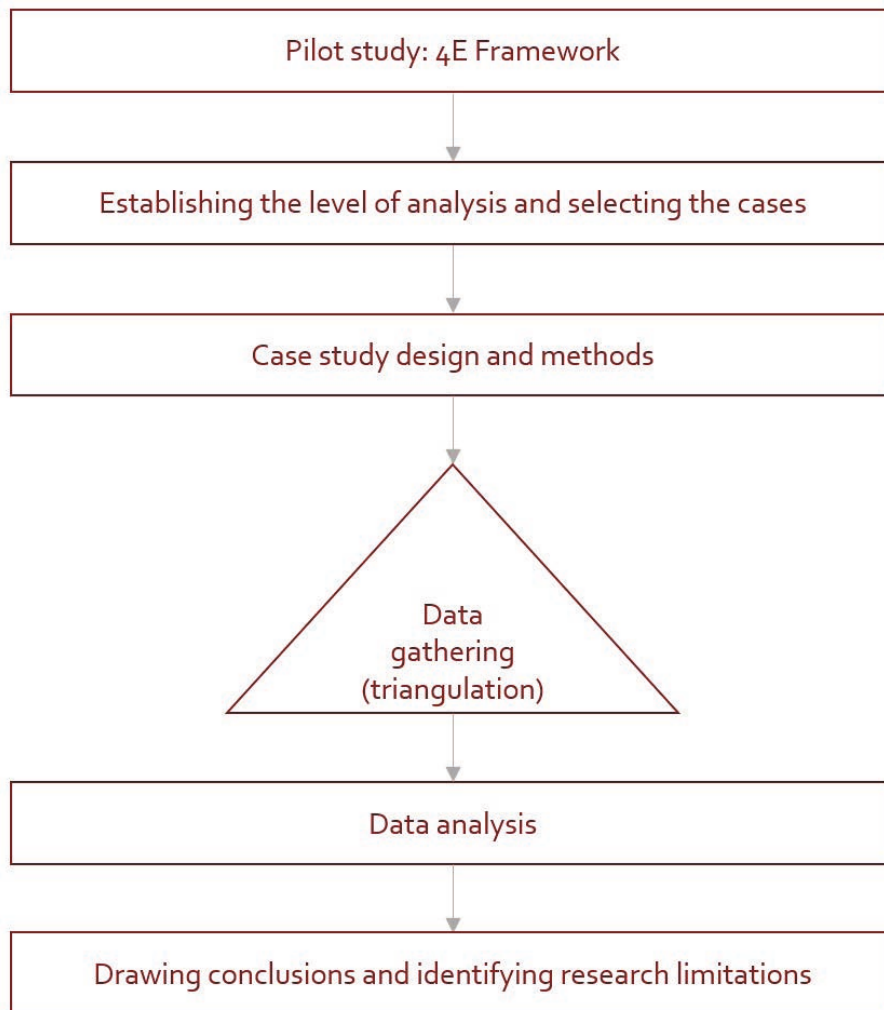 Pilot study: 4E Framework
Establishing the level of analysis and selecting the cases
Case study design and methods
Data
gathering
(triangulation)
Data analysis
Drawing conclusions and identifying research limitations